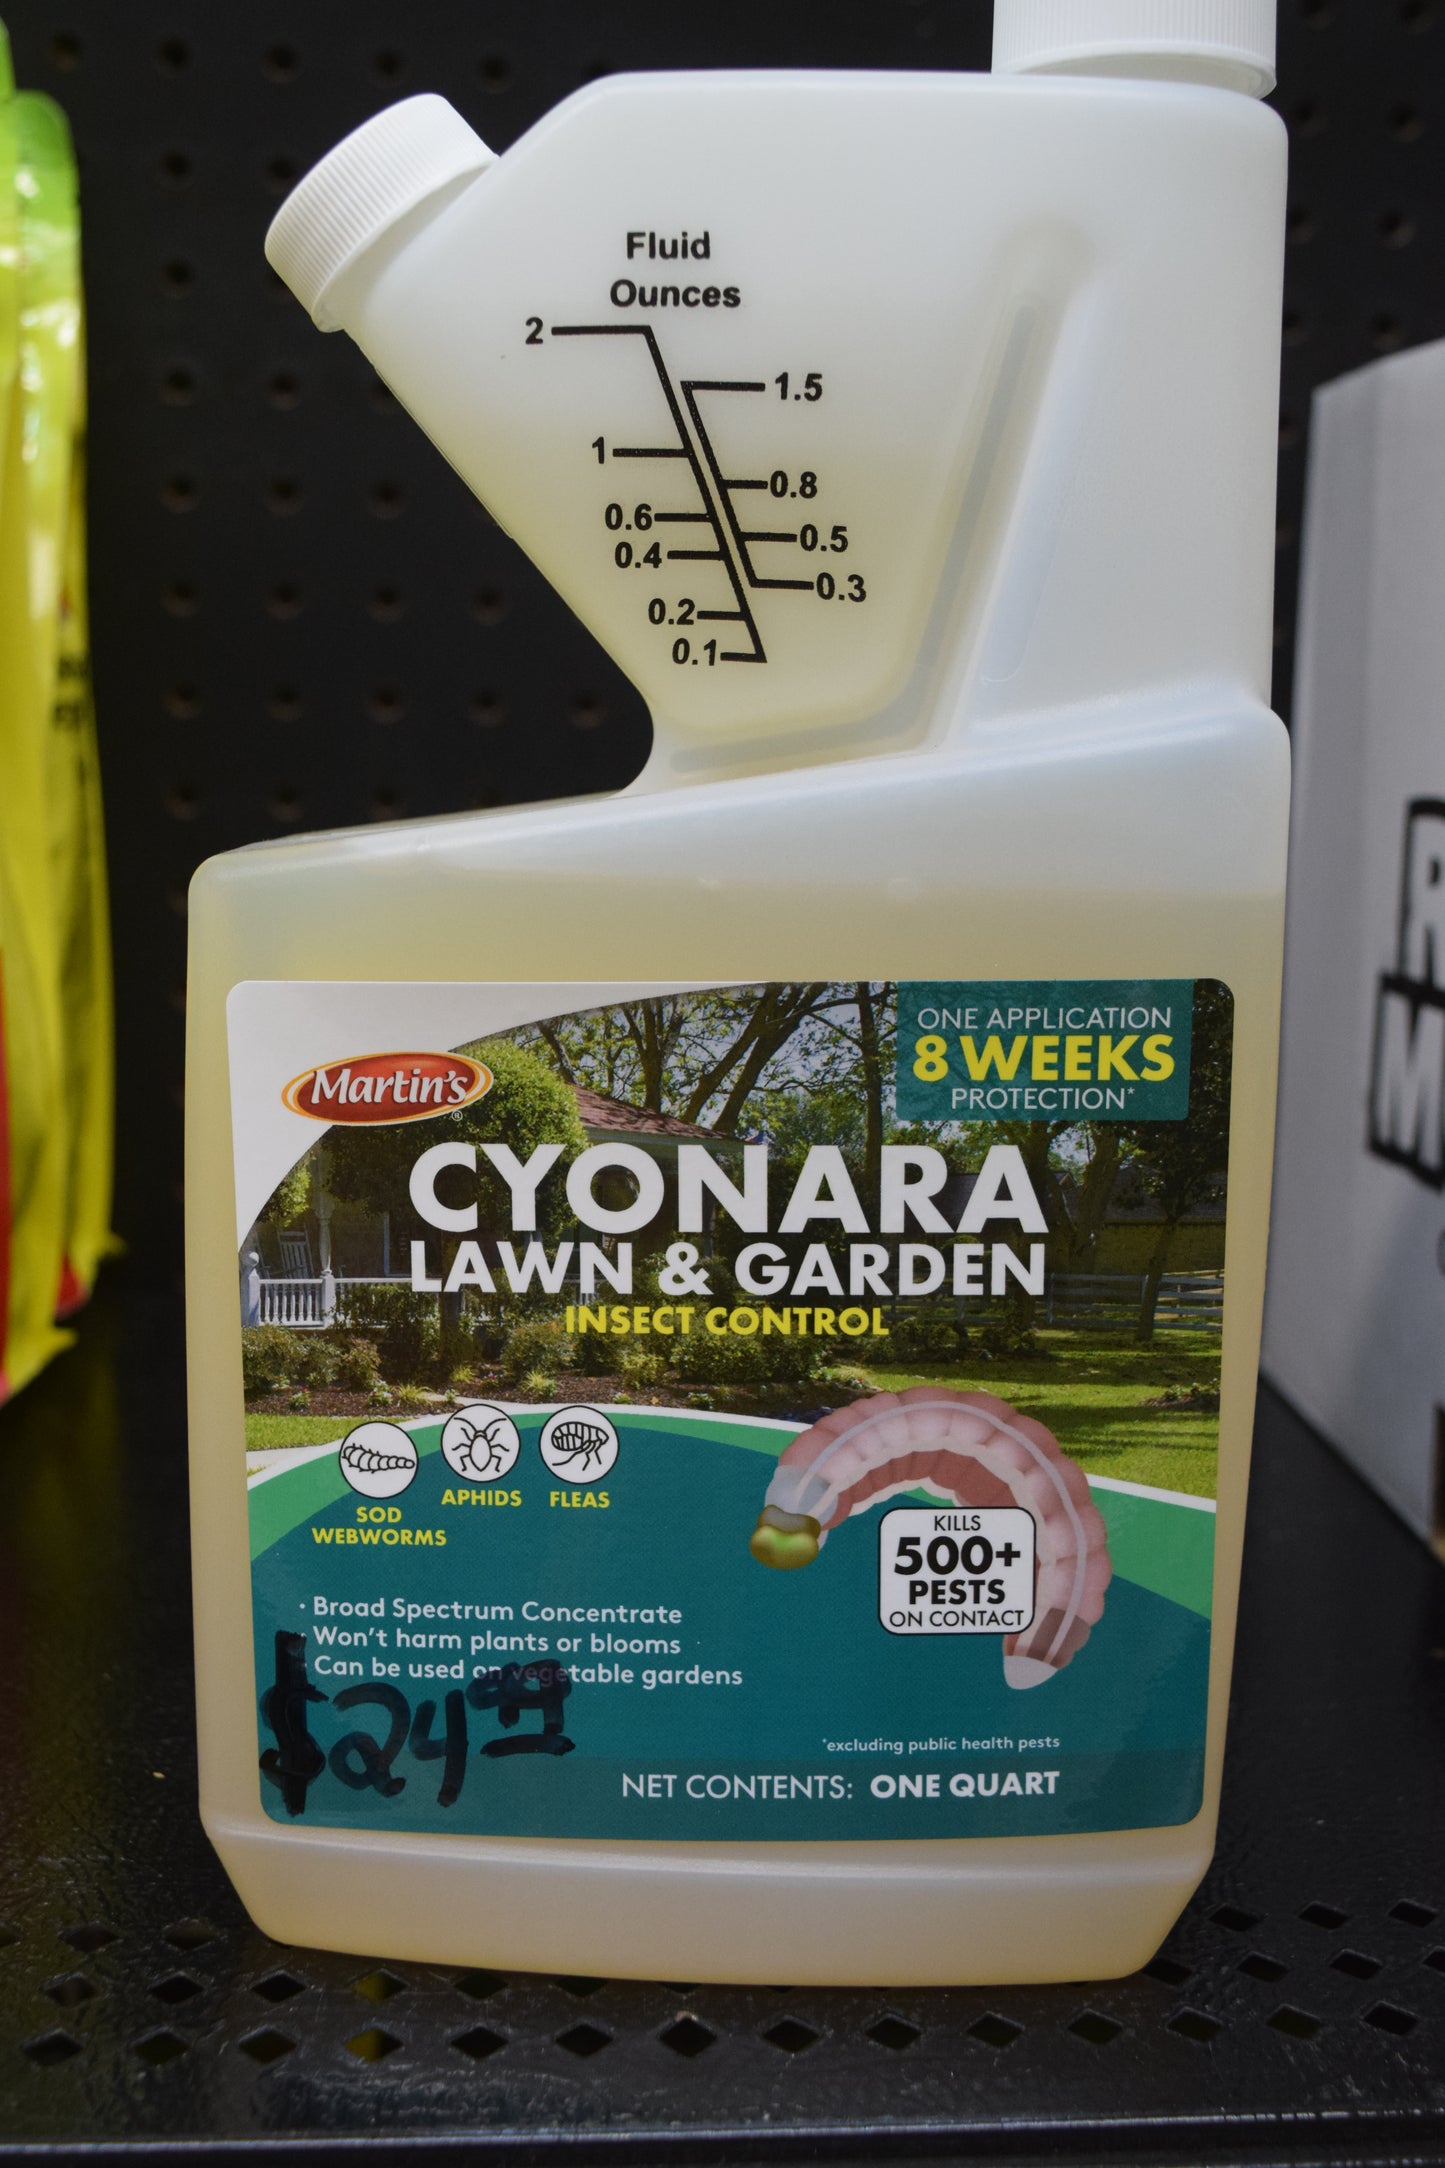 Fluid
Ounces
2
1.5
1
0.8
0.6
0.5
0.4
0.3
0.2
0.1
Martin's®
ONE APPLICATION
8 WEEKS
PROTECTION*
CYONARA
LAWN & GARDEN
INSECT CONTROL
SOD
WEBWORMS
APHIDS
FLEAS
KILLS
500+
PESTS
ON CONTACT
· Broad Spectrum Concentrate
· Won't harm plants or blooms
· Can be used on vegetable gardens
$24.99
*excluding public health pests
NET CONTENTS: ONE QUART